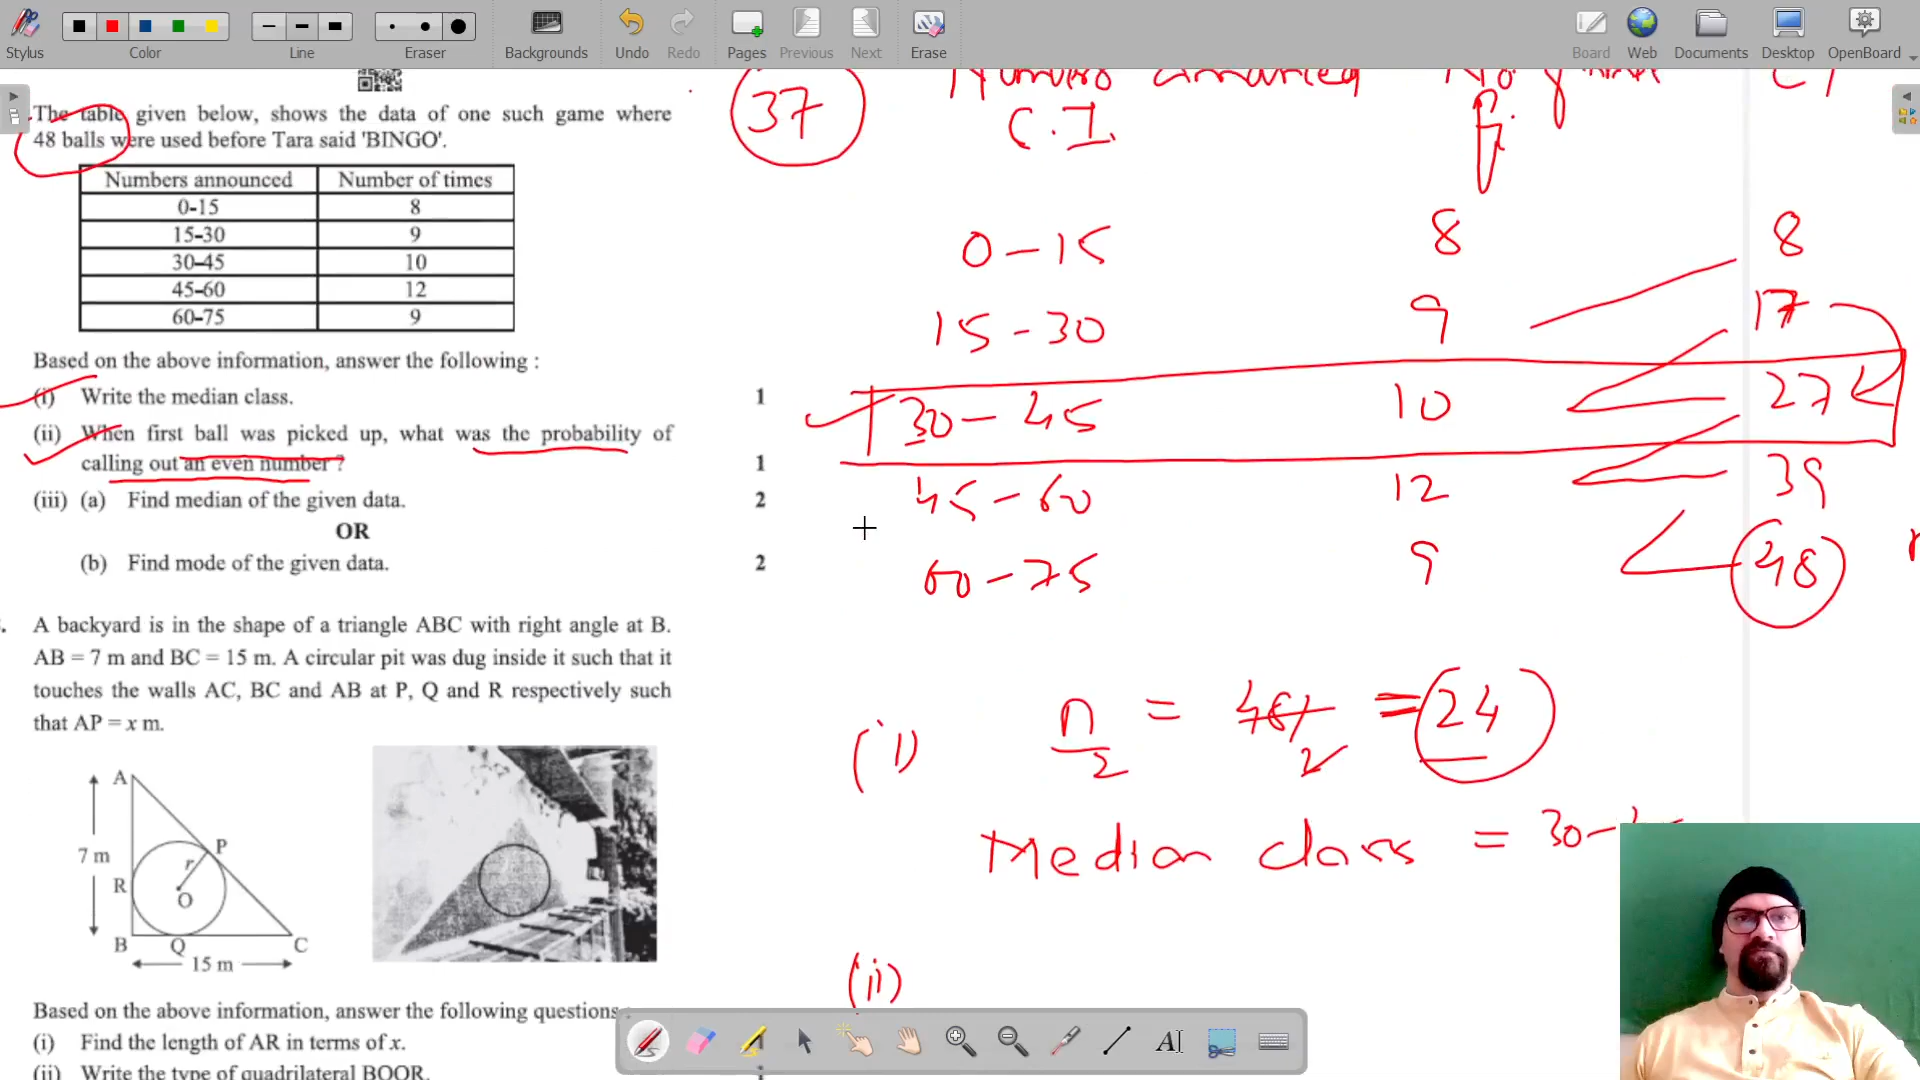 Stylus
Color
Line
Eraser
Backgrounds
Undo
Redo
Pages
Previous
Next
Erase
Board
Web
Documents
Desktop
OpenBoard
The table given below, shows the data of one such game where
48 balls were used before Tara said 'BINGO'.
Numbers announced Number of times
0-15 8
15-30 9
30-45 10
45-60 12
60-75 9
Based on the above information, answer the following :
(i) Write the median class. 1
(ii) When first ball was picked up, what was the probability of
calling out an even number ? 1
(iii) (a) Find median of the given data. 2
OR
(b) Find mode of the given data. 2
A backyard is in the shape of a triangle ABC with right angle at B.
AB = 7 m and BC = 15 m. A circular pit was dug inside it such that it
touches the walls AC, BC and AB at P, Q and R respectively such
that AP = x m.
A
P
7 m
r
R
O
B Q C
15 m
Based on the above information, answer the following questions
(i) Find the length of AR in terms of x.
(ii) Write the type of quadrilateral BQOR.
37
C.I. f
0-15 8 8
15-30 9 17
30-45 10 27
45-60 12 39
60-75 9 48
(i) n/2 = 48/2 = 24
Median class = 30-
(ii)